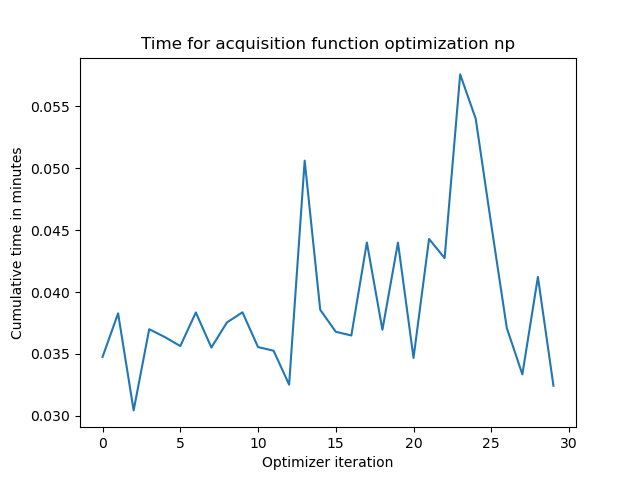 Time for acquisition function optimization np
Cumulative time in minutes
0.055
0.050
0.045
0.040
0.035
0.030
0 5 10 15 20 25 30
Optimizer iteration